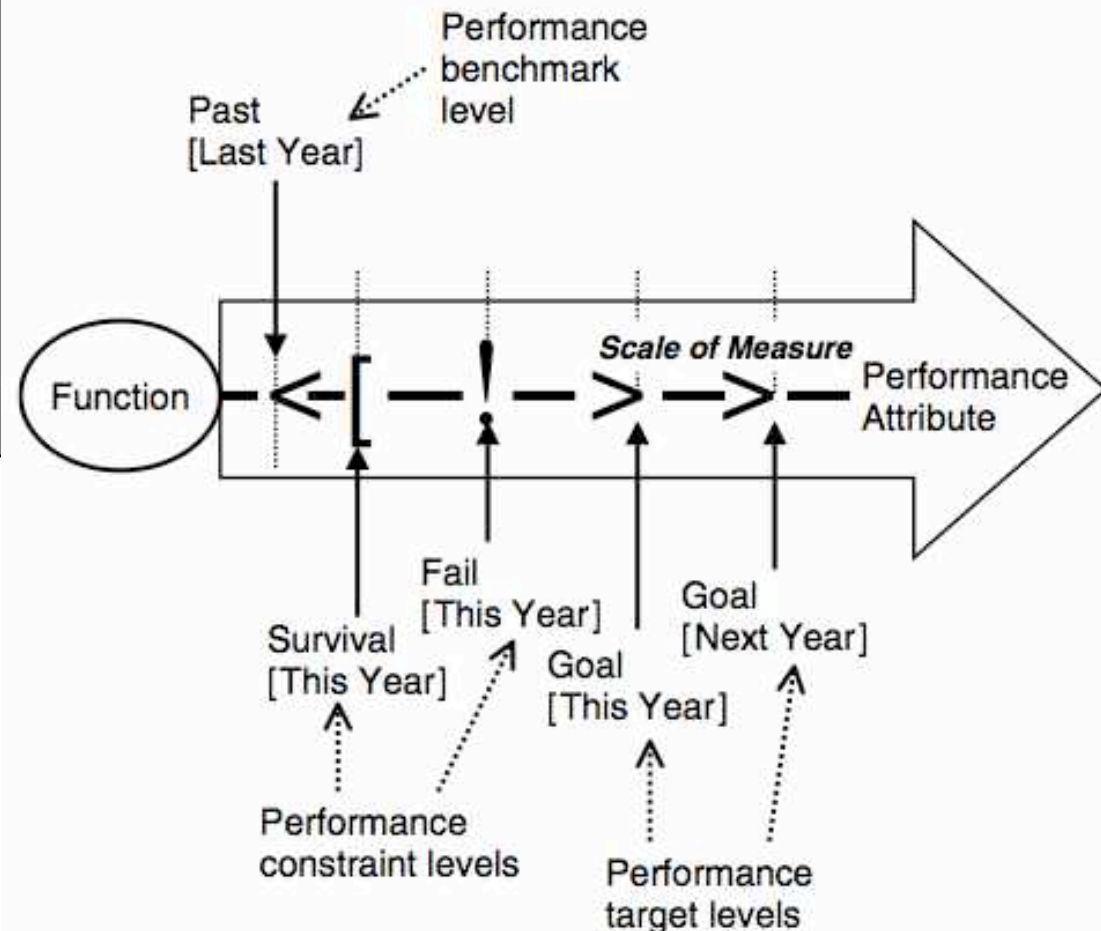 Performance
benchmark
level
Past
[Last Year]
Function
< [ ! > >
Scale of Measure
Performance
Attribute
Fail
[This Year]
Survival
[This Year]
Goal
[This Year]
Goal
[Next Year]
Performance
constraint levels
Performance
target levels